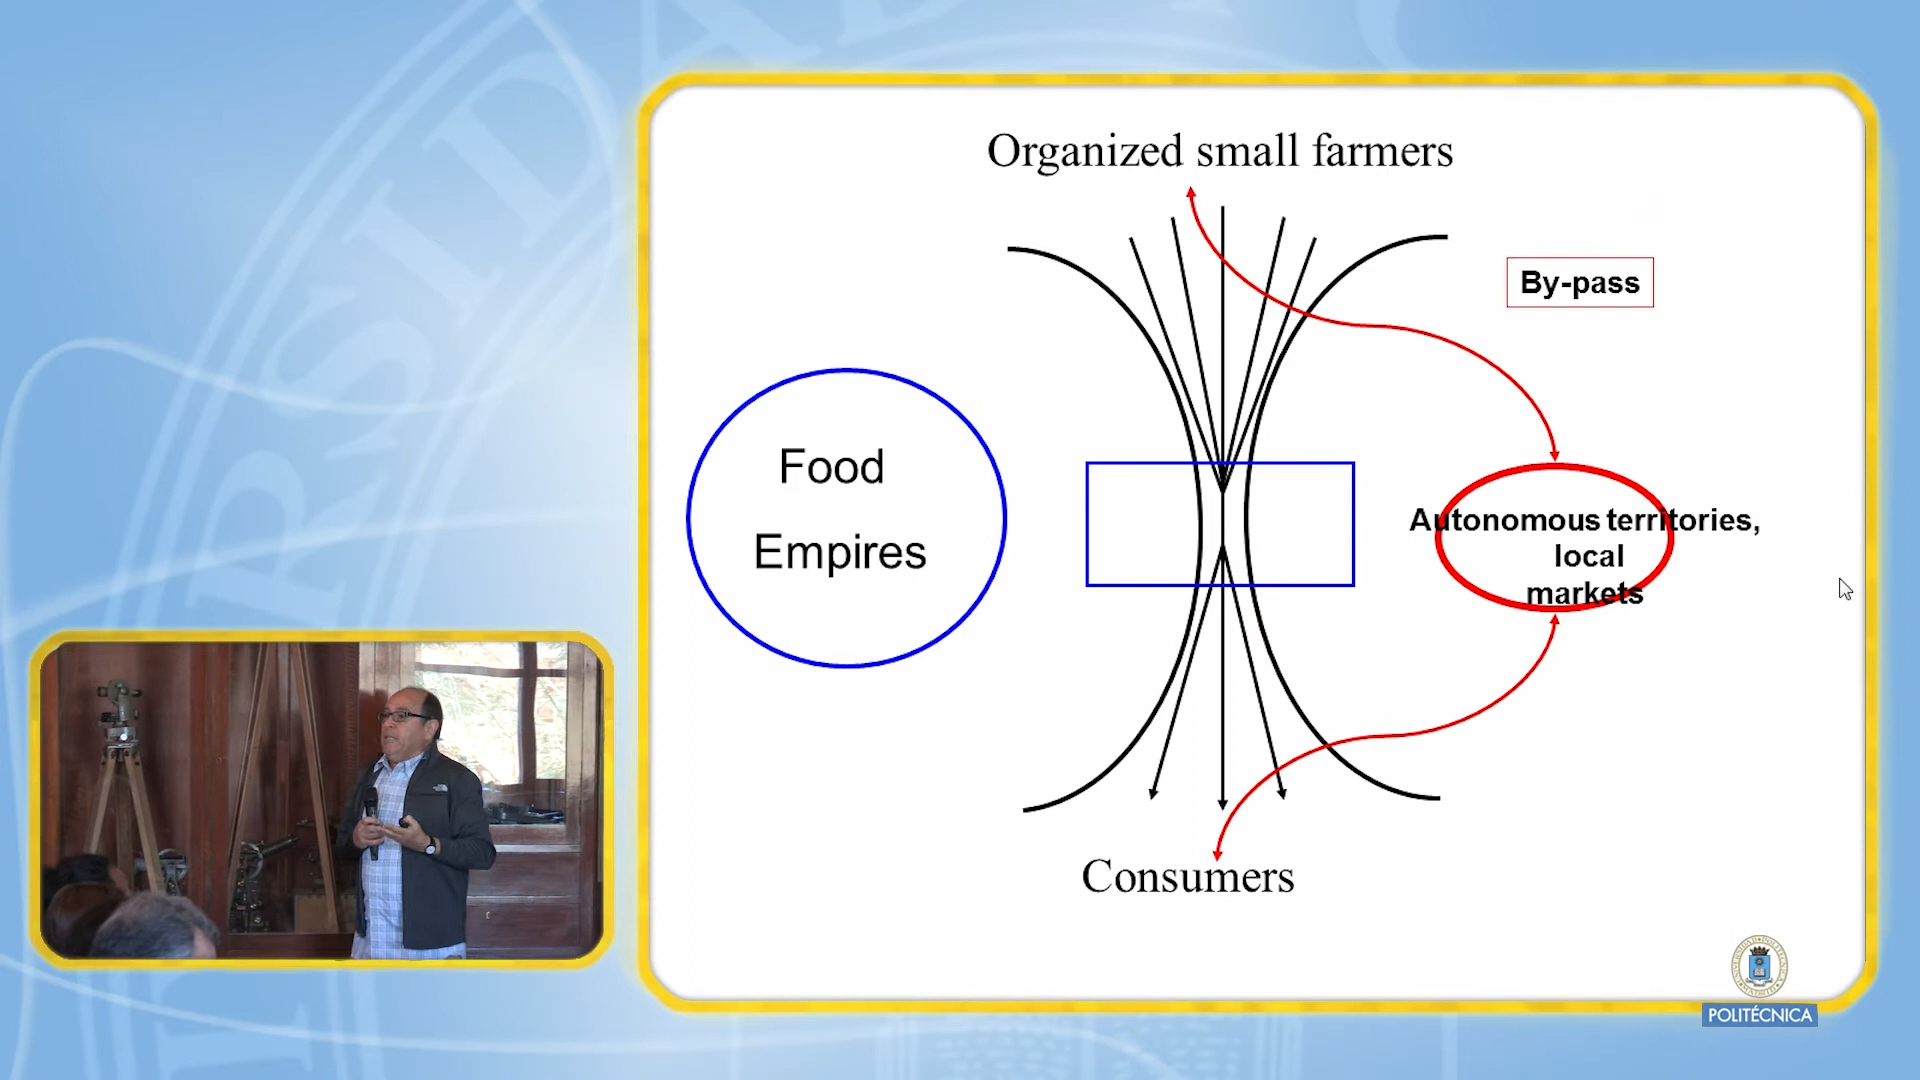 Organized small farmers
By-pass
Food
Empires
Autonomous territories,
local
markets
Consumers
POLITÉCNICA